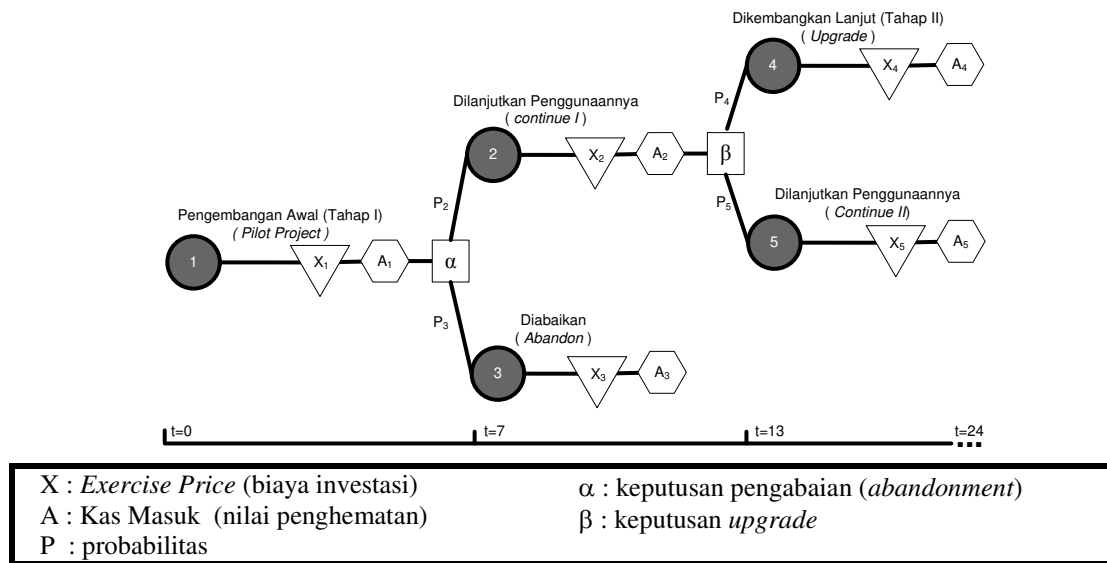 Dikembangkan Lanjut (Tahap II)
( Upgrade )
4
X4
A4
P4
Dilanjutkan Penggunaannya
( continue I )
2
X2
A2
β
P2
P5
Dilanjutkan Penggunaannya
( Continue II )
5
X5
A5
Pengembangan Awal (Tahap I)
( Pilot Project )
1
X1
A1
α
P3
Diabaikan
( Abandon )
3
X3
A3
t=0
t=7
t=13
t=24
X : Exercise Price (biaya investasi)
A : Kas Masuk (nilai penghematan)
P : probabilitas
α : keputusan pengabaian (abandonment)
β : keputusan upgrade